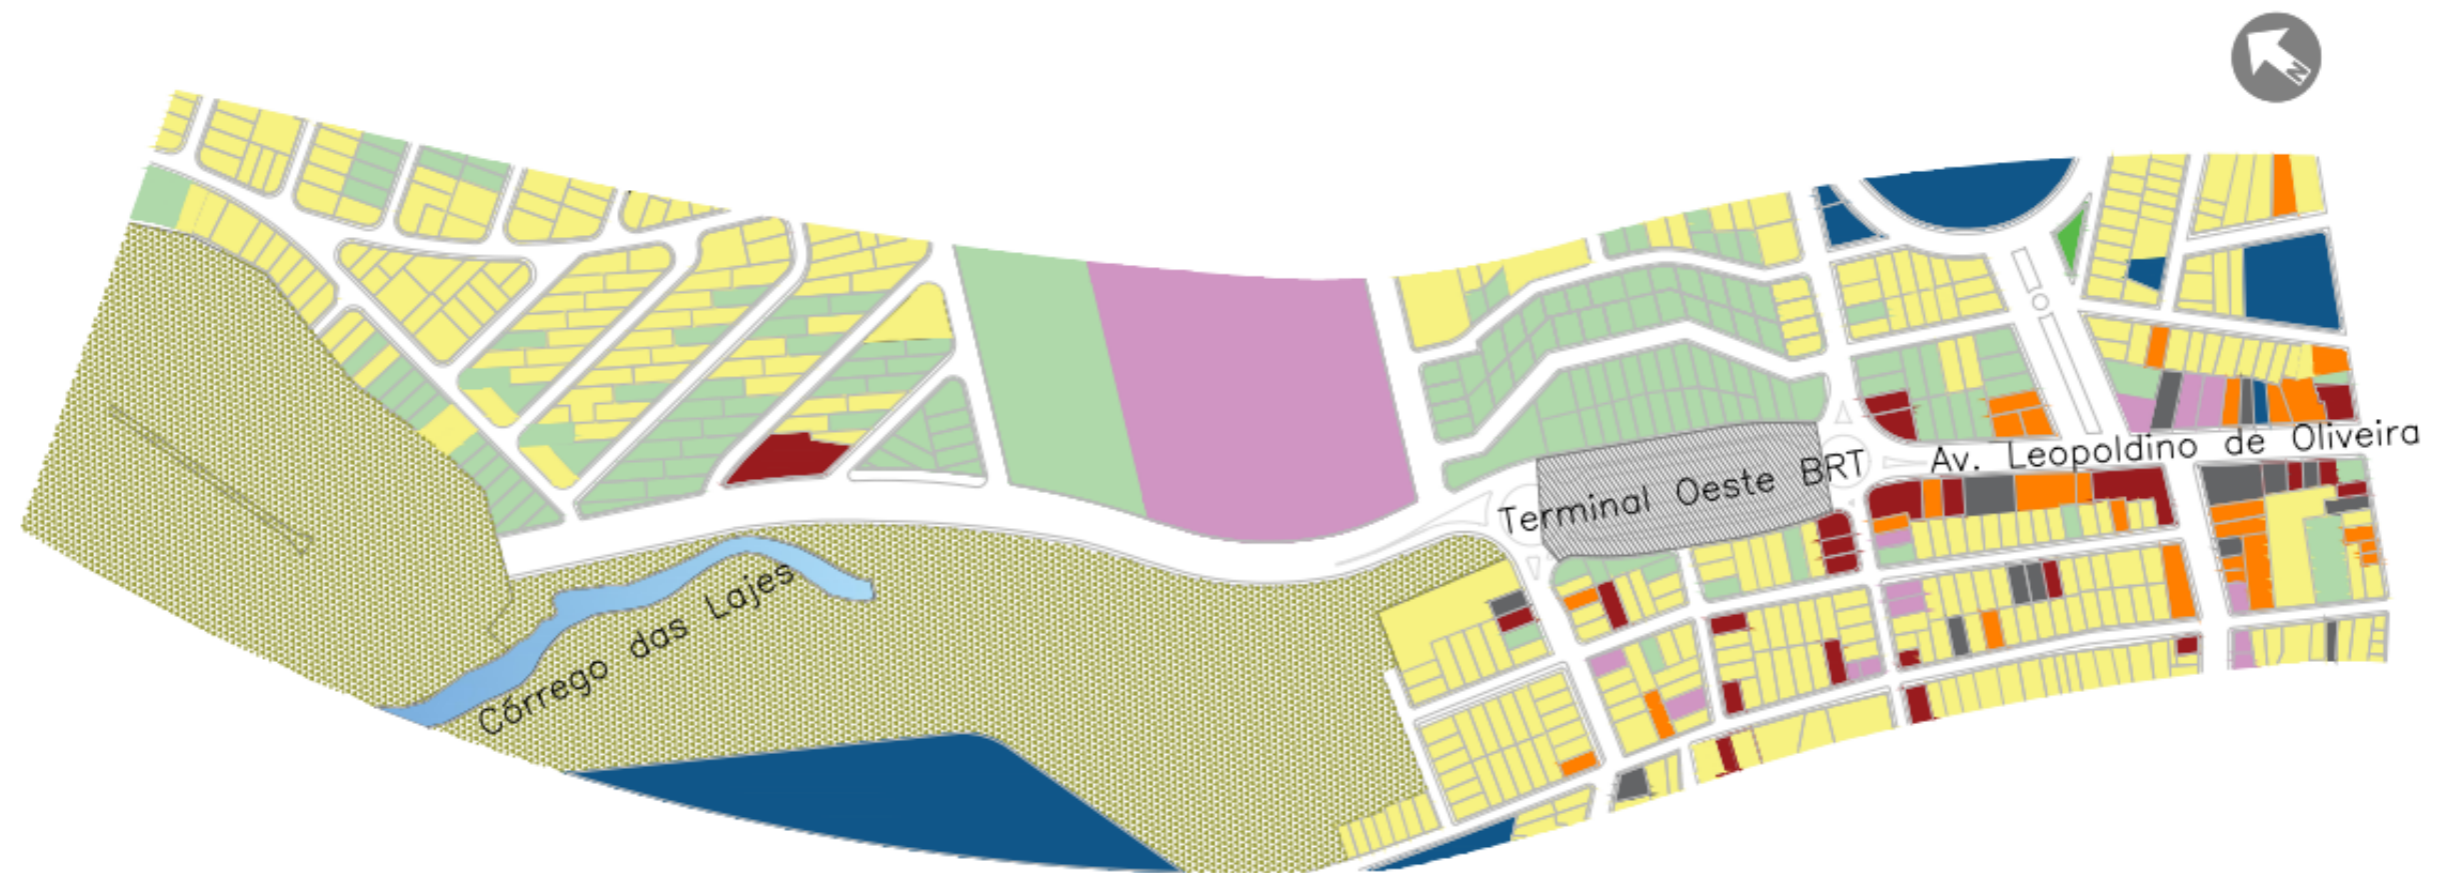 N
Av. Leopoldino de Oliveira
Terminal Oeste BRT
Córrego das Lajes